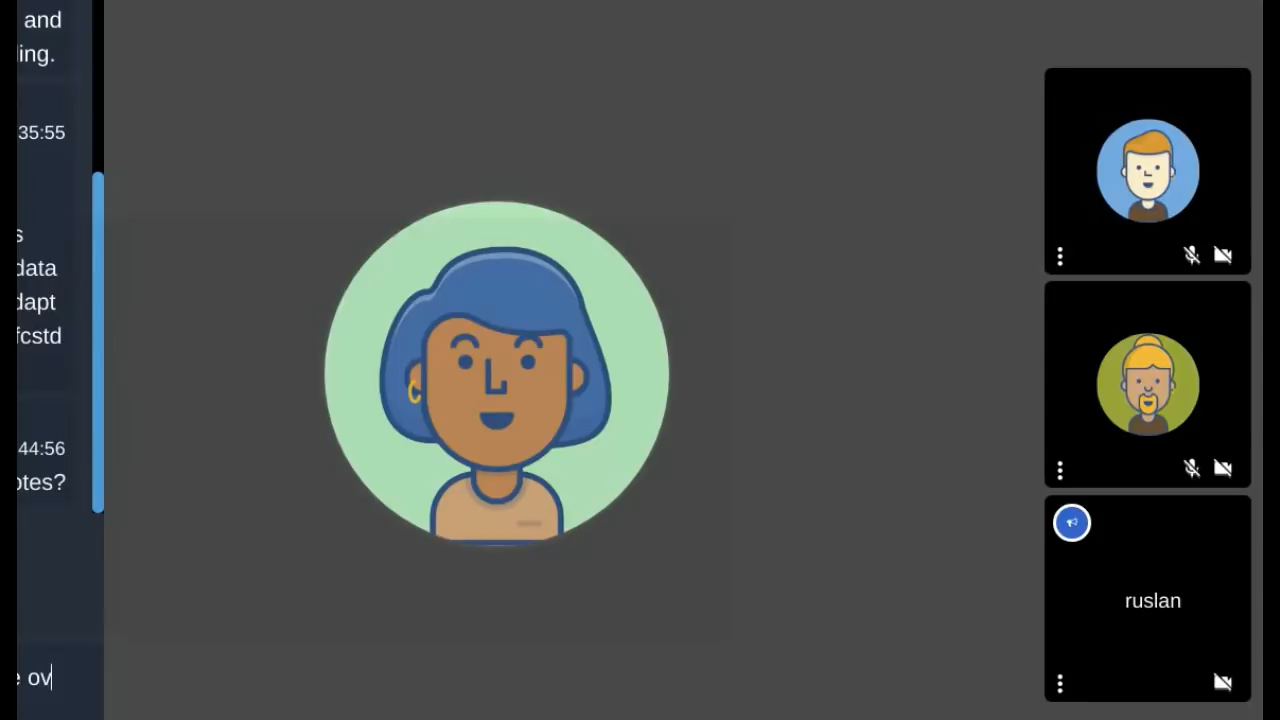 and
ling.
35:55
s
data
dapt
fcstd
44:56
otes?
e ov
ruslan